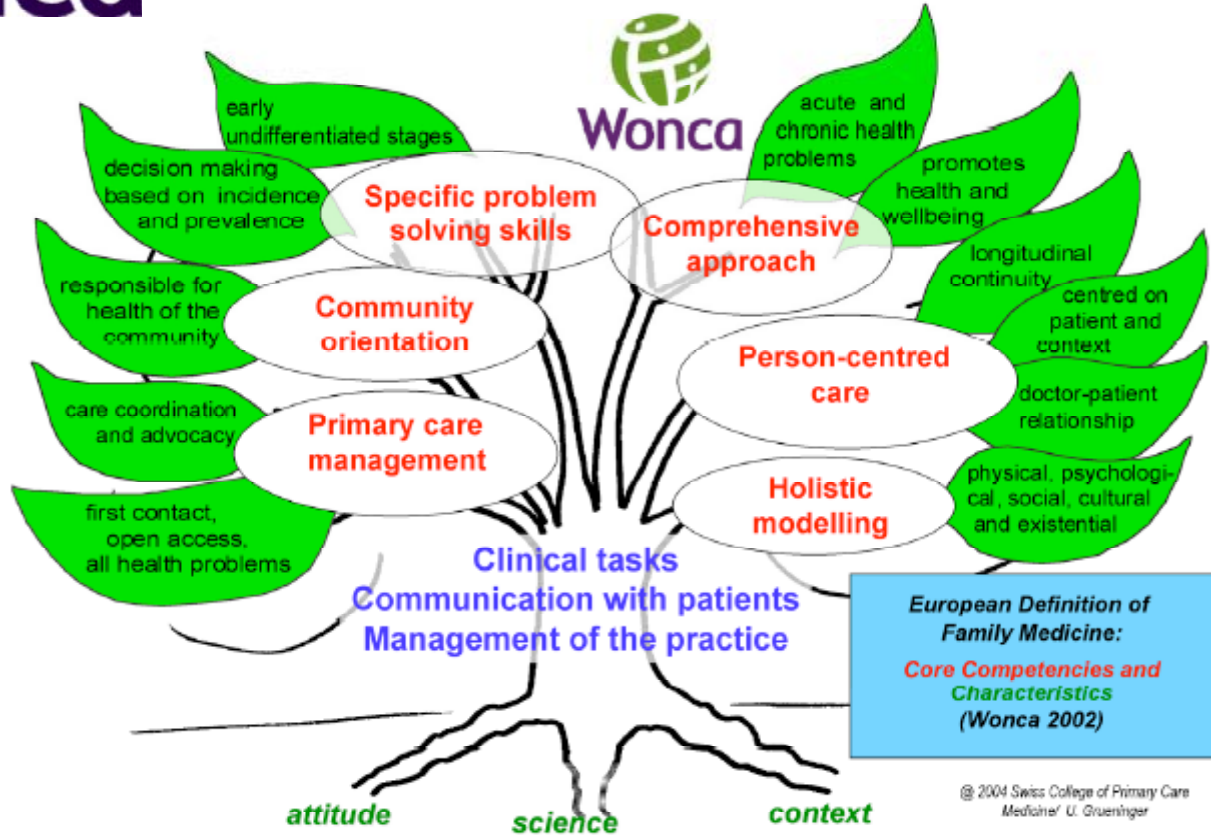 Wonca
early
undifferentiated stages
decision making
based on incidence
and prevalence
responsible for
health of the
community
care coordination
and advocacy
first contact,
open access,
all health problems
Specific problem
solving skills
Community
orientation
Primary care
management
acute and
chronic health
problems
promotes
health and
wellbeing
longitudinal
continuity
centred on
patient and
context
doctor-patient
relationship
physical, psychologi-
cal, social, cultural
and existential
Comprehensive
approach
Person-centred
care
Holistic
modelling
Clinical tasks
Communication with patients
Management of the practice
European Definition of
Family Medicine:
Core Competencies and
Characteristics
(Wonca 2002)
attitude
science
context
@ 2004 Swiss College of Primary Care
Medicine/ U. Grueninger